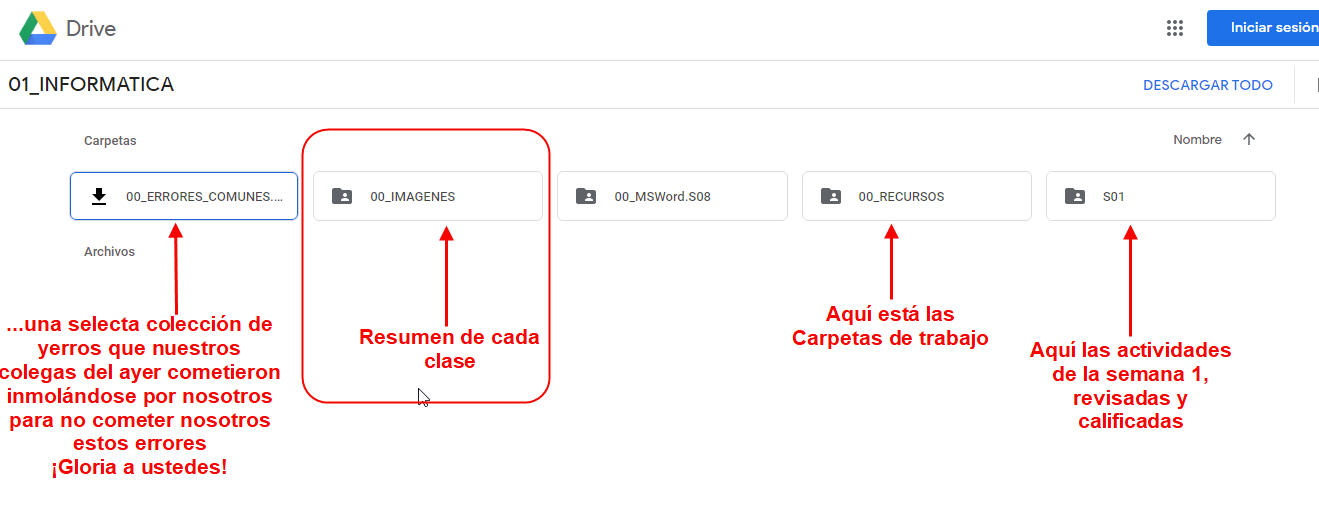 Drive
Iniciar sesión
01_INFORMATICA
DESCARGAR TODO
Carpetas
Nombre
00_ERRORES_COMUNES....
00_IMAGENES
00_MSWord.S08
00_RECURSOS
S01
Archivos
...una selecta colección de
yerros que nuestros
colegas del ayer cometieron
inmolándose por nosotros
para no cometer nosotros
estos errores
¡Gloria a ustedes!
Resumen de cada
clase
Aquí está las
Carpetas de trabajo
Aquí las actividades
de la semana 1,
revisadas y
calificadas